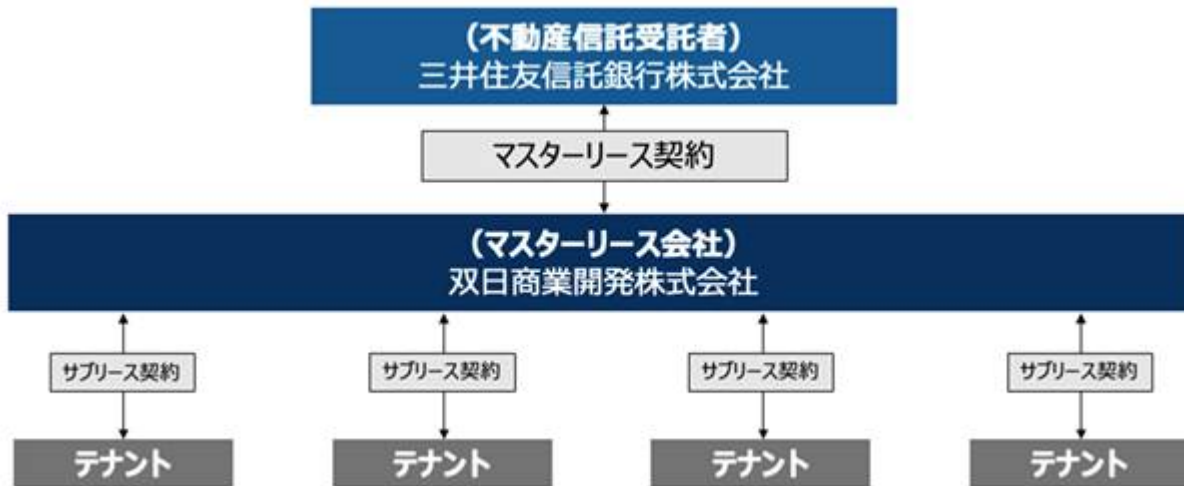 (不動産信託受託者)
三井住友信託銀行株式会社
マスターリース契約
(マスターリース会社)
双日商業開発株式会社
サブリース契約
サブリース契約
サブリース契約
サブリース契約
テナント
テナント
テナント
テナント